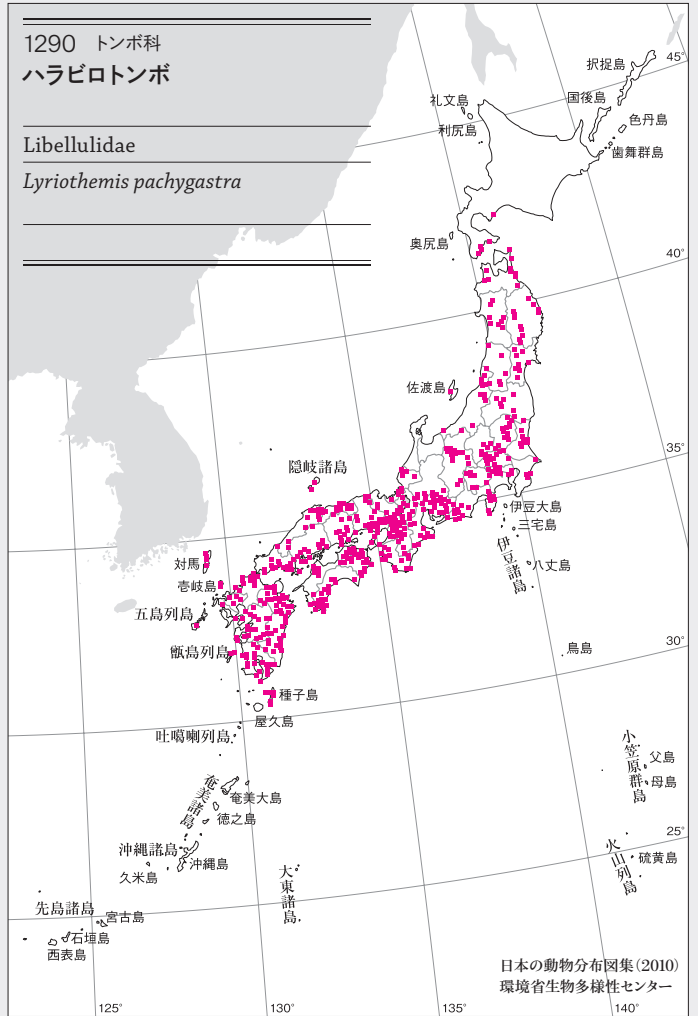 1290 トンボ科
ハラビロトンボ
Libellulidae
Lyriothemis pachygastra
45°
択捉島
礼文島
国後島
利尻島
色丹島
歯舞群島
奥尻島
40°
佐渡島
35°
隠岐諸島
伊豆大島
三宅島
伊豆諸島
八丈島
対馬
壱岐島
五島列島
甑島列島
鳥島
30°
種子島
屋久島
吐噶喇列島
小笠原群島
父島
母島
奄美諸島
奄美大島
徳之島
25°
沖縄諸島
沖縄島
久米島
火山列島
硫黄島
大東諸島
先島諸島
宮古島
石垣島
西表島
日本の動物分布図集(2010)
環境省生物多様性センター
125°
130°
135°
140°